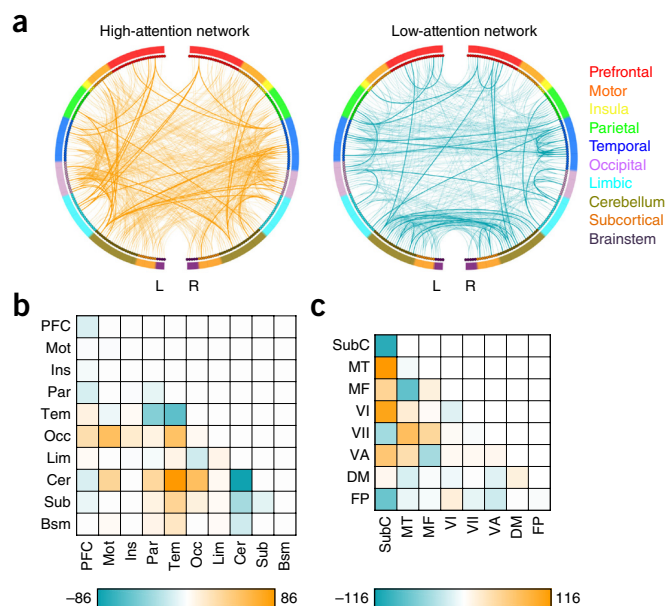 a
High-attention network
Low-attention network
Prefrontal
Motor
Insula
Parietal
Temporal
Occipital
Limbic
Cerebellum
Subcortical
Brainstem
L R
L R
b
PFC
Mot
Ins
Par
Tem
Occ
Lim
Cer
Sub
Bsm
PFC Mot Ins Par Tem Occ Lim Cer Sub Bsm
−86 86
c
SubC
MT
MF
VI
VII
VA
DM
FP
SubC MT MF VI VII VA DM FP
−116 116